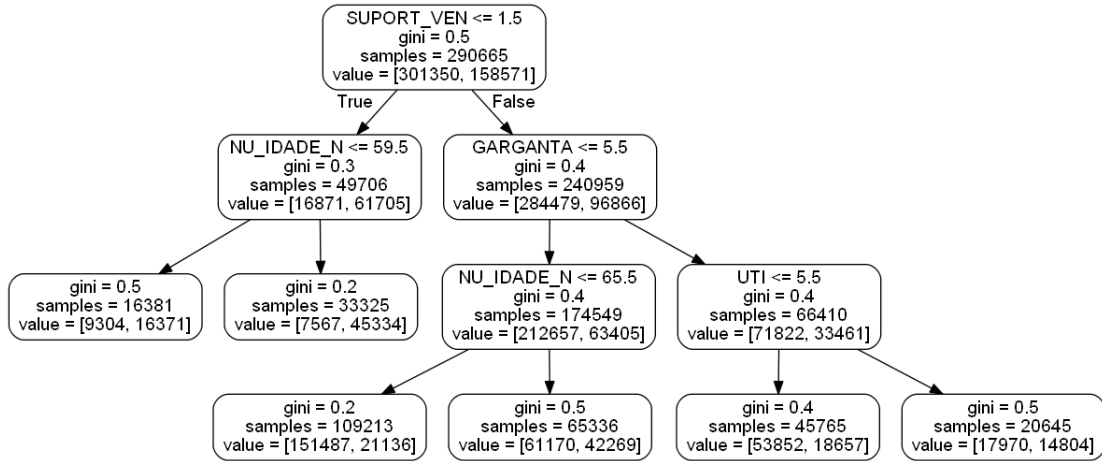 SUPORT_VEN <= 1.5
gini = 0.5
samples = 290665
value = [301350, 158571]
True
False
NU_IDADE_N <= 59.5
gini = 0.3
samples = 49706
value = [16871, 61705]
GARGANTA <= 5.5
gini = 0.4
samples = 240959
value = [284479, 96866]
gini = 0.5
samples = 16381
value = [9304, 16371]
gini = 0.2
samples = 33325
value = [7567, 45334]
NU_IDADE_N <= 65.5
gini = 0.4
samples = 174549
value = [212657, 63405]
UTI <= 5.5
gini = 0.4
samples = 66410
value = [71822, 33461]
gini = 0.2
samples = 109213
value = [151487, 21136]
gini = 0.5
samples = 65336
value = [61170, 42269]
gini = 0.4
samples = 45765
value = [53852, 18657]
gini = 0.5
samples = 20645
value = [17970, 14804]